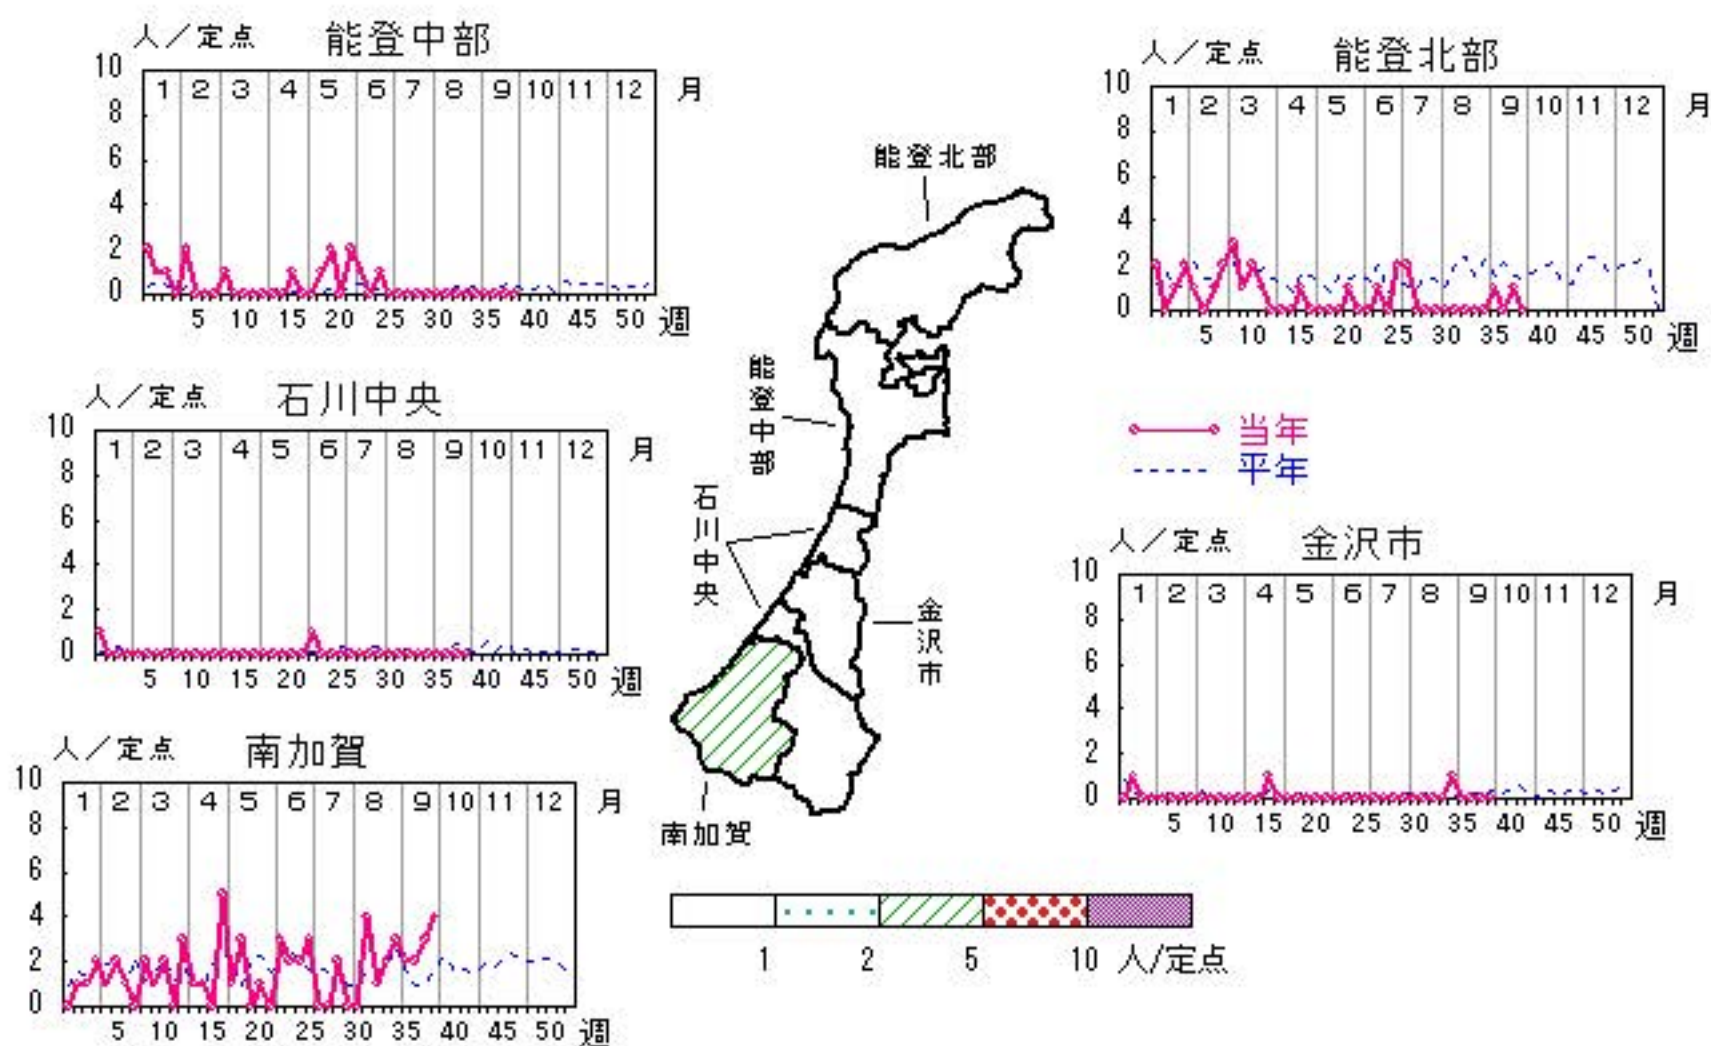 人／定点 能登中部
10 8 6 4 2 0
1 2 3 4 5 6 7 8 9 10 11 12 月
5 10 15 20 25 30 35 40 45 50 週
人／定点 能登北部
10 8 6 4 2 0
1 2 3 4 5 6 7 8 9 10 11 12 月
5 10 15 20 25 30 35 40 45 50 週
能登北部
能登中部
石川中央
金沢市
南加賀
人／定点 石川中央
10 8 6 4 2 0
1 2 3 4 5 6 7 8 9 10 11 12 月
5 10 15 20 25 30 35 40 45 50 週
当年
平年
人／定点 金沢市
10 8 6 4 2 0
1 2 3 4 5 6 7 8 9 10 11 12 月
5 10 15 20 25 30 35 40 45 50 週
人／定点 南加賀
10 8 6 4 2 0
1 2 3 4 5 6 7 8 9 10 11 12 月
5 10 15 20 25 30 35 40 45 50 週
1 2 5 10 人/定点